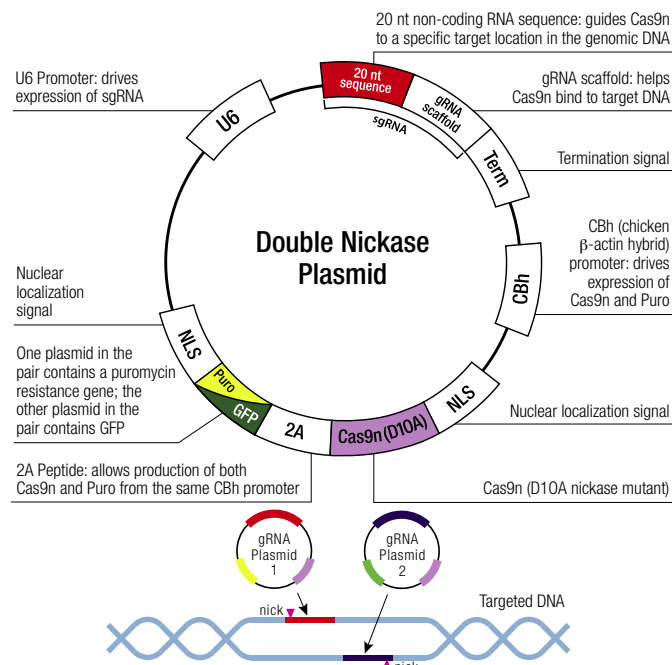 20 nt non-coding RNA sequence: guides Cas9n
to a specific target location in the genomic DNA
U6 Promoter: drives
expression of sgRNA
gRNA scaffold: helps
Cas9n bind to target DNA
20 nt
sequence
gRNA
scaffold
sgRNA
U6
Term
Termination signal
Double Nickase
Plasmid
CBh (chicken
β-actin hybrid)
promoter: drives
expression of
Cas9n and Puro
CBh
Nuclear
localization
signal
NLS
One plasmid in the
pair contains a puromycin
resistance gene; the
other plasmid in the
pair contains GFP
Puro
GFP
2A
Cas9n (D10A)
NLS
Nuclear localization signal
2A Peptide: allows production of both
Cas9n and Puro from the same CBh promoter
Cas9n (D10A nickase mutant)
gRNA
Plasmid
1
gRNA
Plasmid
2
nick
Targeted DNA
nick